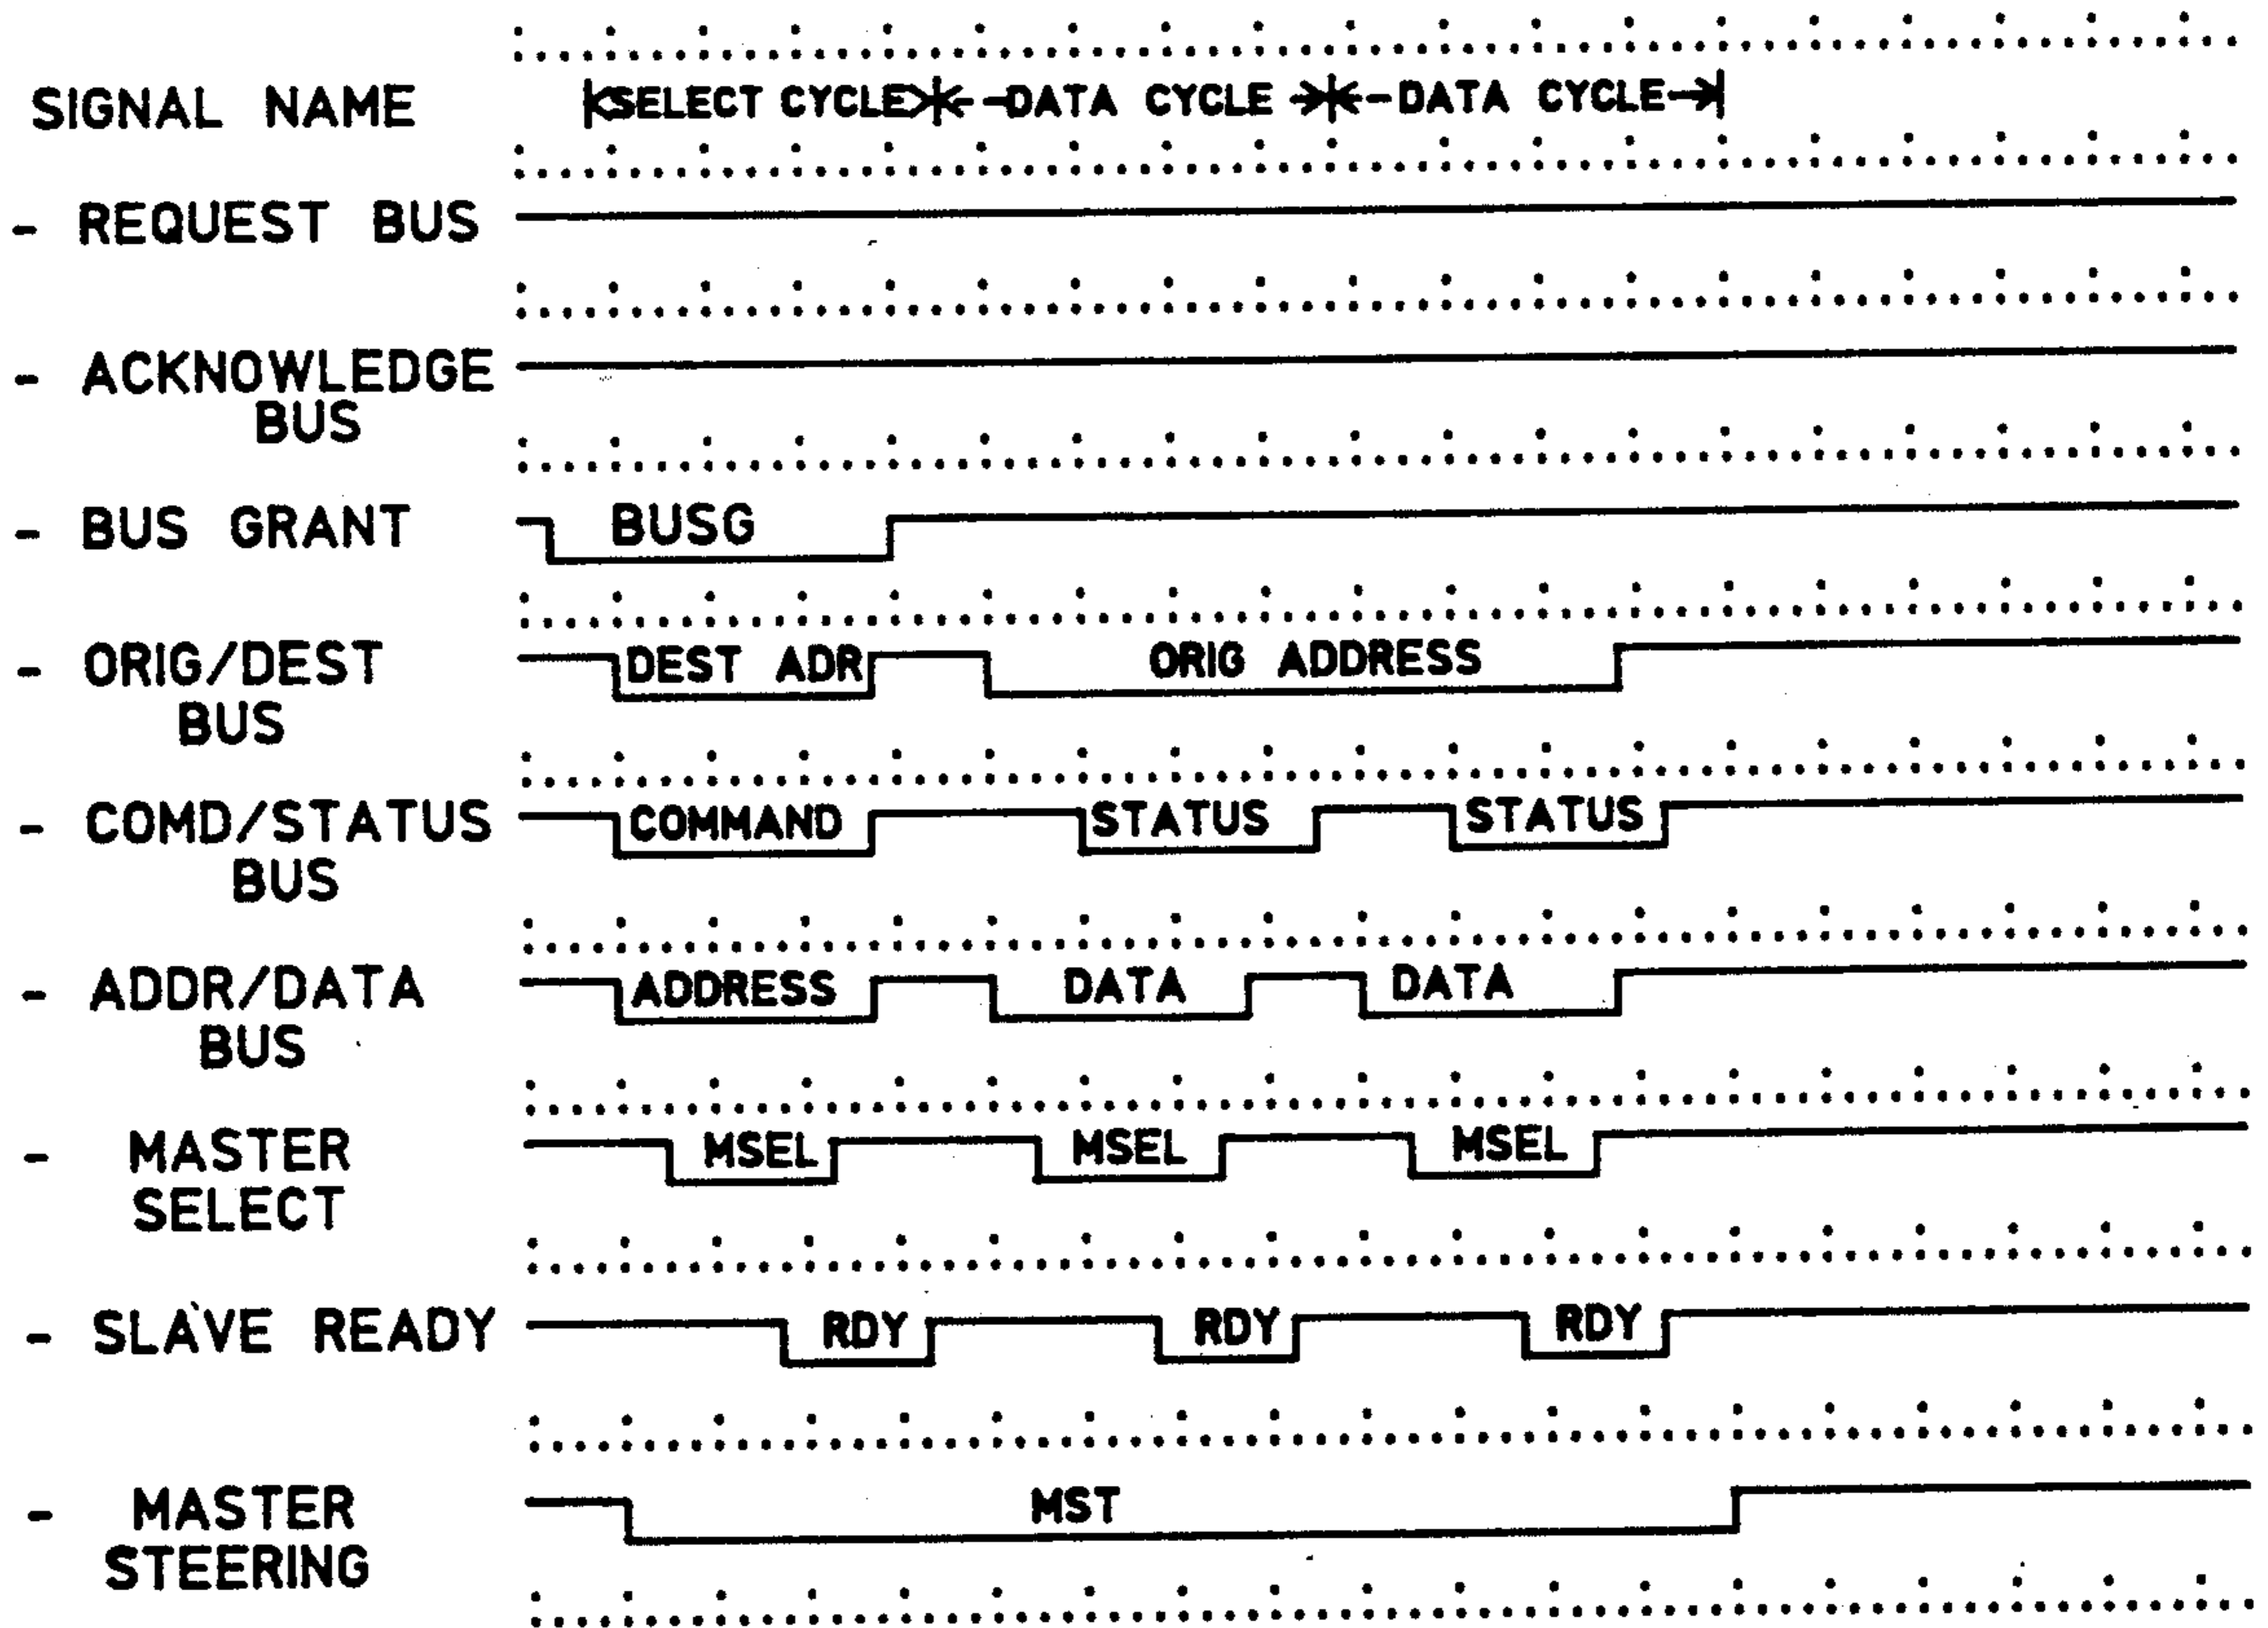 SIGNAL NAME
SELECT CYCLE DATA CYCLE DATA CYCLE
- REQUEST BUS
- ACKNOWLEDGE
BUS
- BUS GRANT BUSG
- ORIG/DEST DEST ADR ORIG ADDRESS
BUS
- COMD/STATUS COMMAND STATUS STATUS
BUS
- ADDR/DATA ADDRESS DATA DATA
BUS
- MASTER MSEL MSEL MSEL
SELECT
- SLAVE READY RDY RDY RDY
- MASTER MST
STEERING